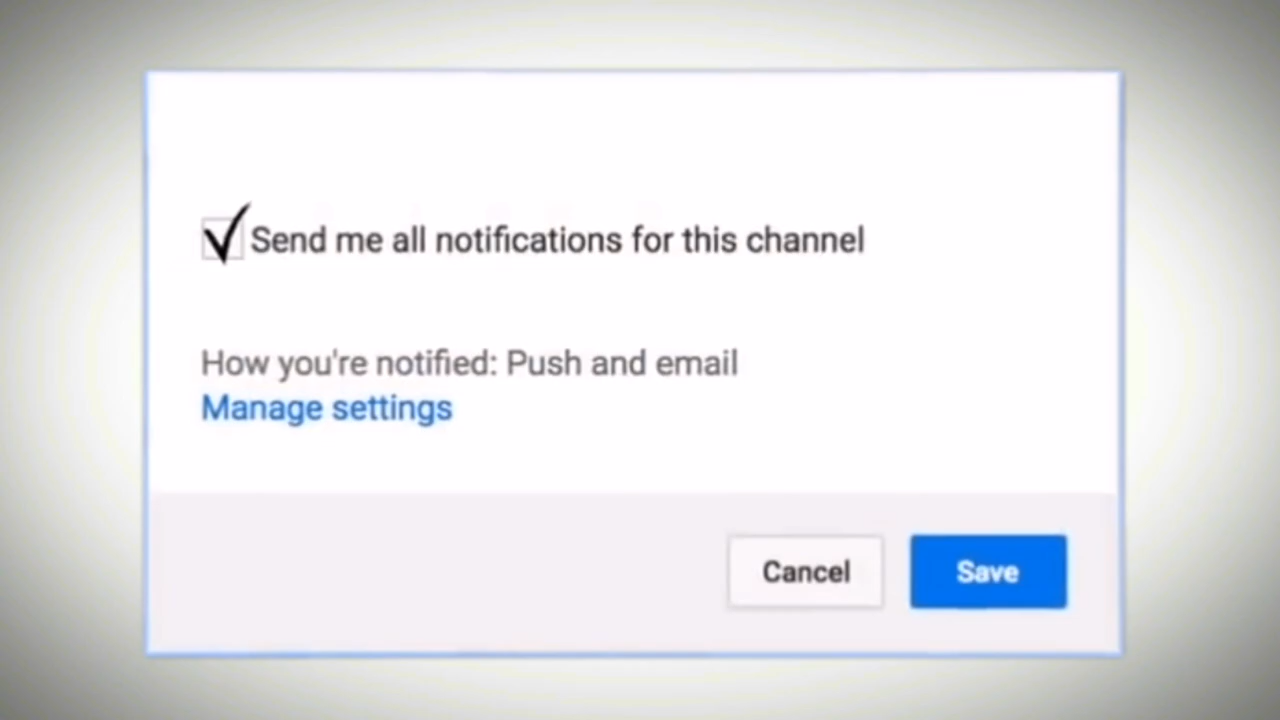 Send me all notifications for this channel
How you're notified: Push and email
Manage settings
Cancel
Save